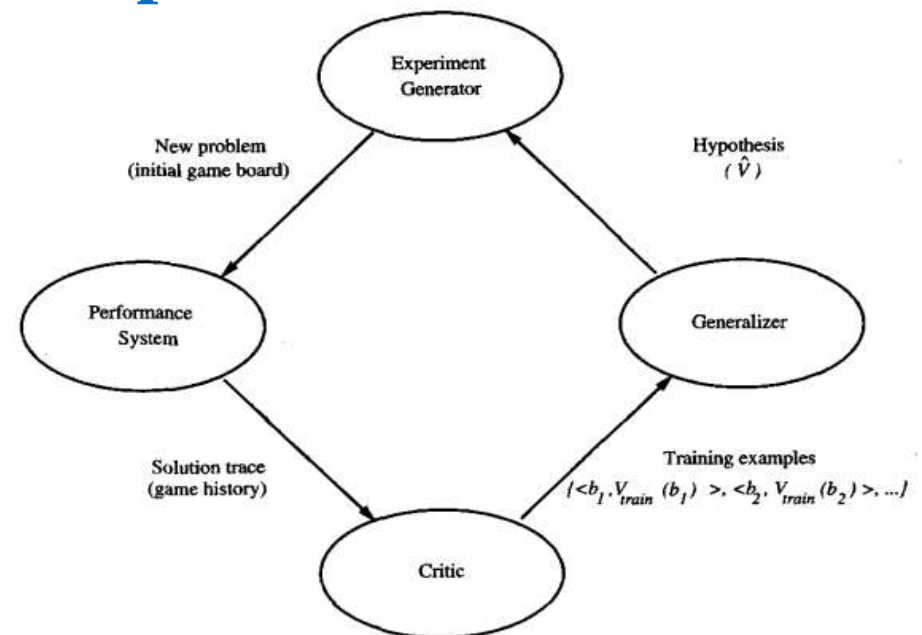 Experiment
Generator
New problem
(initial game board)
Hypothesis
( V̂ )
Performance
System
Generalizer
Solution trace
(game history)
Training examples
{<b1, Vtrain (b1) >, <b2, Vtrain (b2) >, ...}
Critic